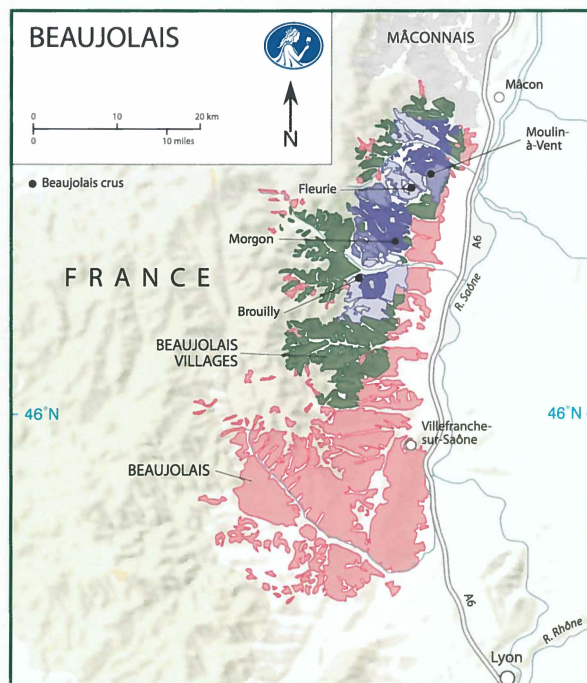 BEAUJOLAIS
0 10 20 km
0 10 miles
N
Beaujolais crus
MÂCONNAIS
Mâcon
Moulin-
à-Vent
Fleurie
Morgon
A6
R. Saône
FRANCE
Brouilly
BEAUJOLAIS
VILLAGES
46°N
46°N
Villefranche-
sur-Saône
BEAUJOLAIS
A6
R. Rhône
Lyon